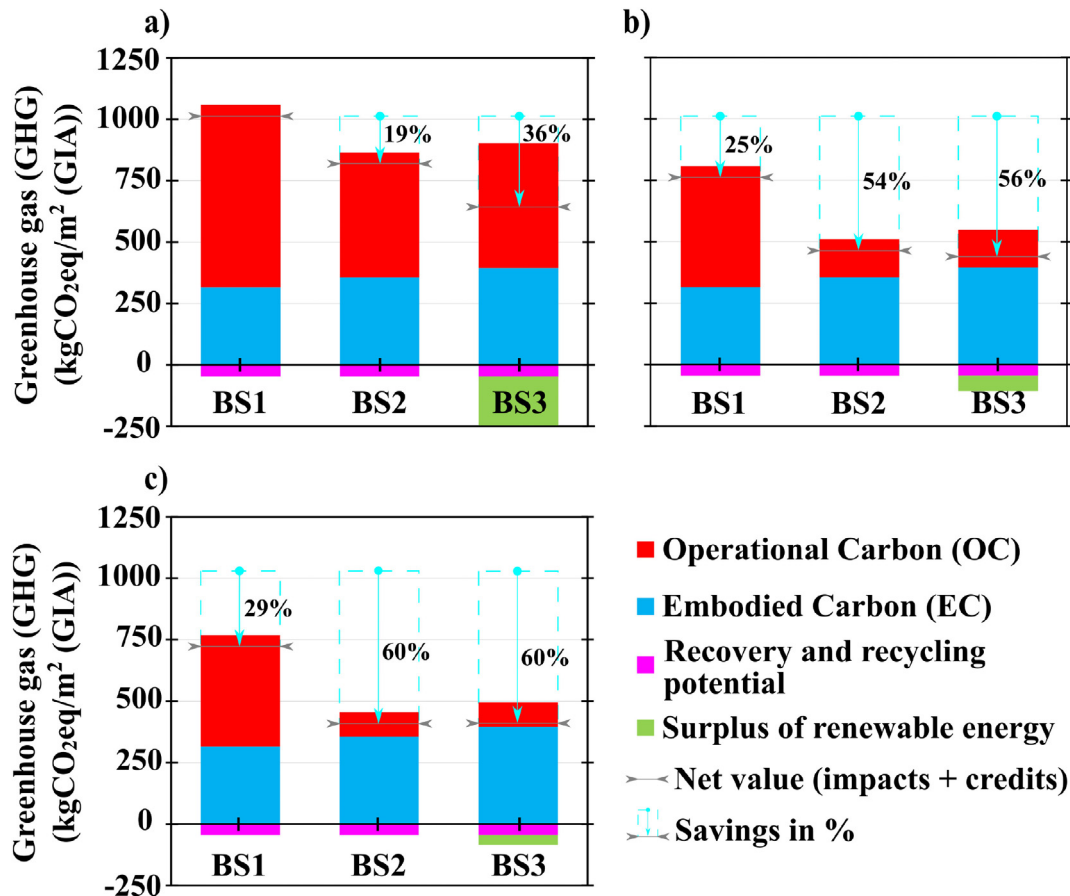 a)
Greenhouse gas (GHG)
(kgCO₂eq/m² (GIA))
1250
1000
750
500
250
0
-250
19%
36%
BS1
BS2
BS3
b)
25%
54%
56%
BS1
BS2
BS3
c)
Greenhouse gas (GHG)
(kgCO₂eq/m² (GIA))
1250
1000
750
500
250
0
-250
29%
60%
60%
BS1
BS2
BS3
Operational Carbon (OC)
Embodied Carbon (EC)
Recovery and recycling
potential
Surplus of renewable energy
Net value (impacts + credits)
Savings in %